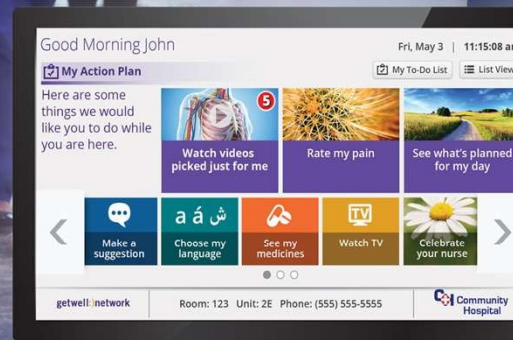 Good Morning John
Fri, May 3 | 11:15:08 am
My Action Plan
My To-Do List
List View
Here are some
things we would
like you to do while
you are here.
5
Watch videos
picked just for me
Rate my pain
See what's planned
for my day
Make a
suggestion
a á ش
Choose my
language
See my
medicines
TV
Watch TV
Celebrate
your nurse
getwell:)network
Room: 123 Unit: 2E Phone: (555) 555-5555
Community
Hospital